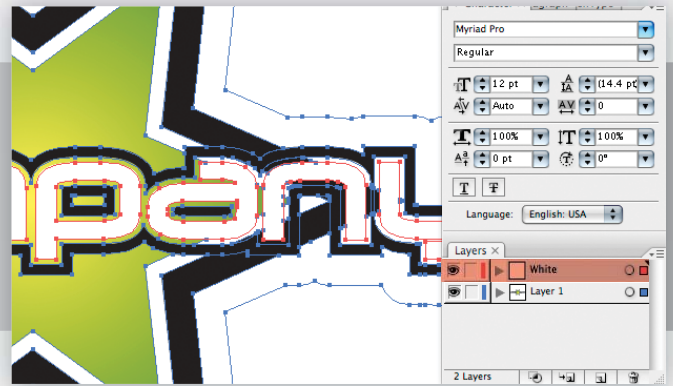 Myriad Pro
Regular
12 pt
(14.4 pt
Auto
0
100%
100%
0 pt
0°
Language: English: USA
Layers
White
Layer 1
2 Layers
pan